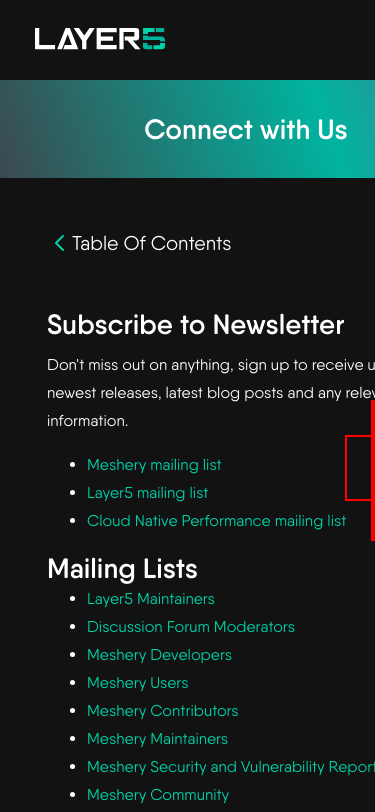 LAYER5
Connect with Us
Table Of Contents
Subscribe to Newsletter
Don't miss out on anything, sign up to receive
newest releases, latest blog posts and any
information.
Meshery mailing list
Layer5 mailing list
Cloud Native Performance mailing list
Mailing Lists
Layer5 Maintainers
Discussion Forum Moderators
Meshery Developers
Meshery Users
Meshery Contributors
Meshery Maintainers
Meshery Security and Vulnerability
Meshery Community